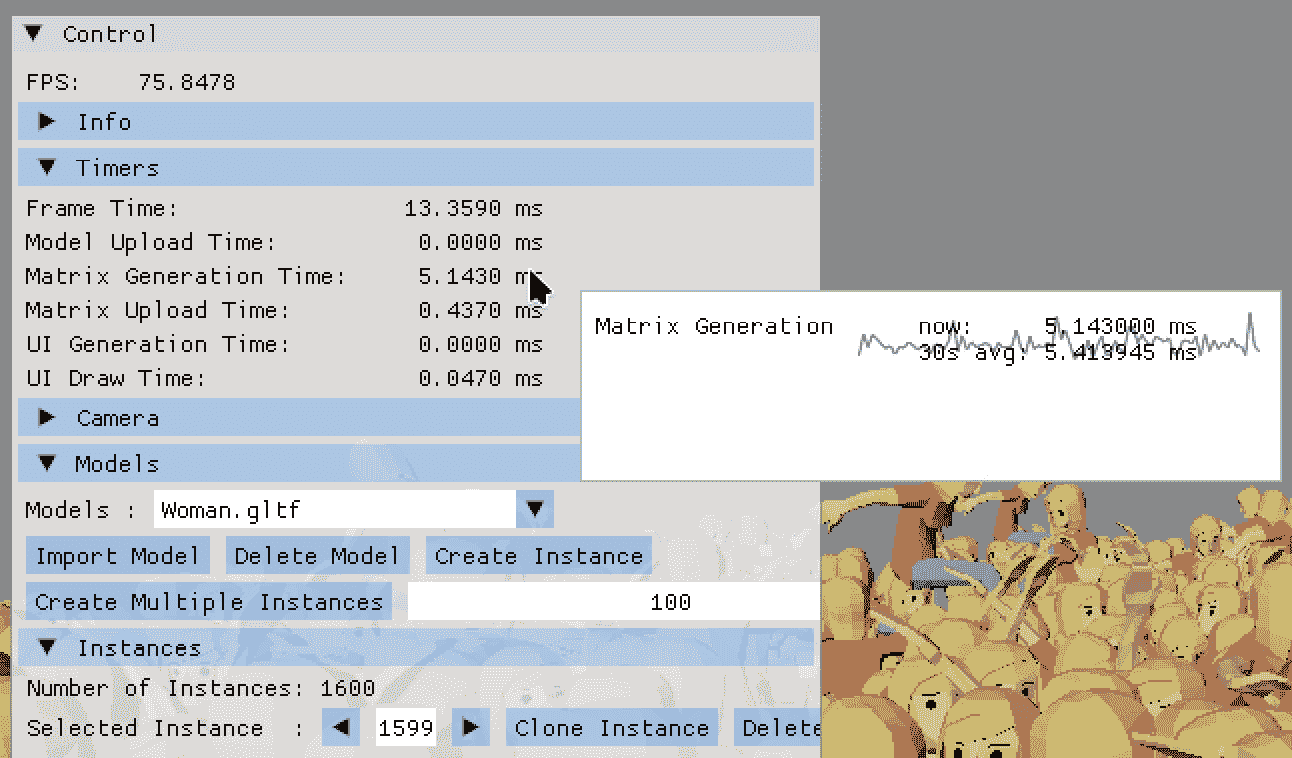 Control
FPS: 75.8478
Info
Timers
Frame Time: 13.3590 ms
Model Upload Time: 0.0000 ms
Matrix Generation Time: 5.1430 ms
Matrix Upload Time: 0.4370 ms
UI Generation Time: 0.0000 ms
UI Draw Time: 0.0470 ms
Matrix Generation now: 5.143000 ms
30s avg: 5.413945 ms
Camera
Models
Models : Woman.gltf
Import Model Delete Model Create Instance
Create Multiple Instances 100
Instances
Number of Instances: 1600
Selected Instance : 1599 Clone Instance Delete